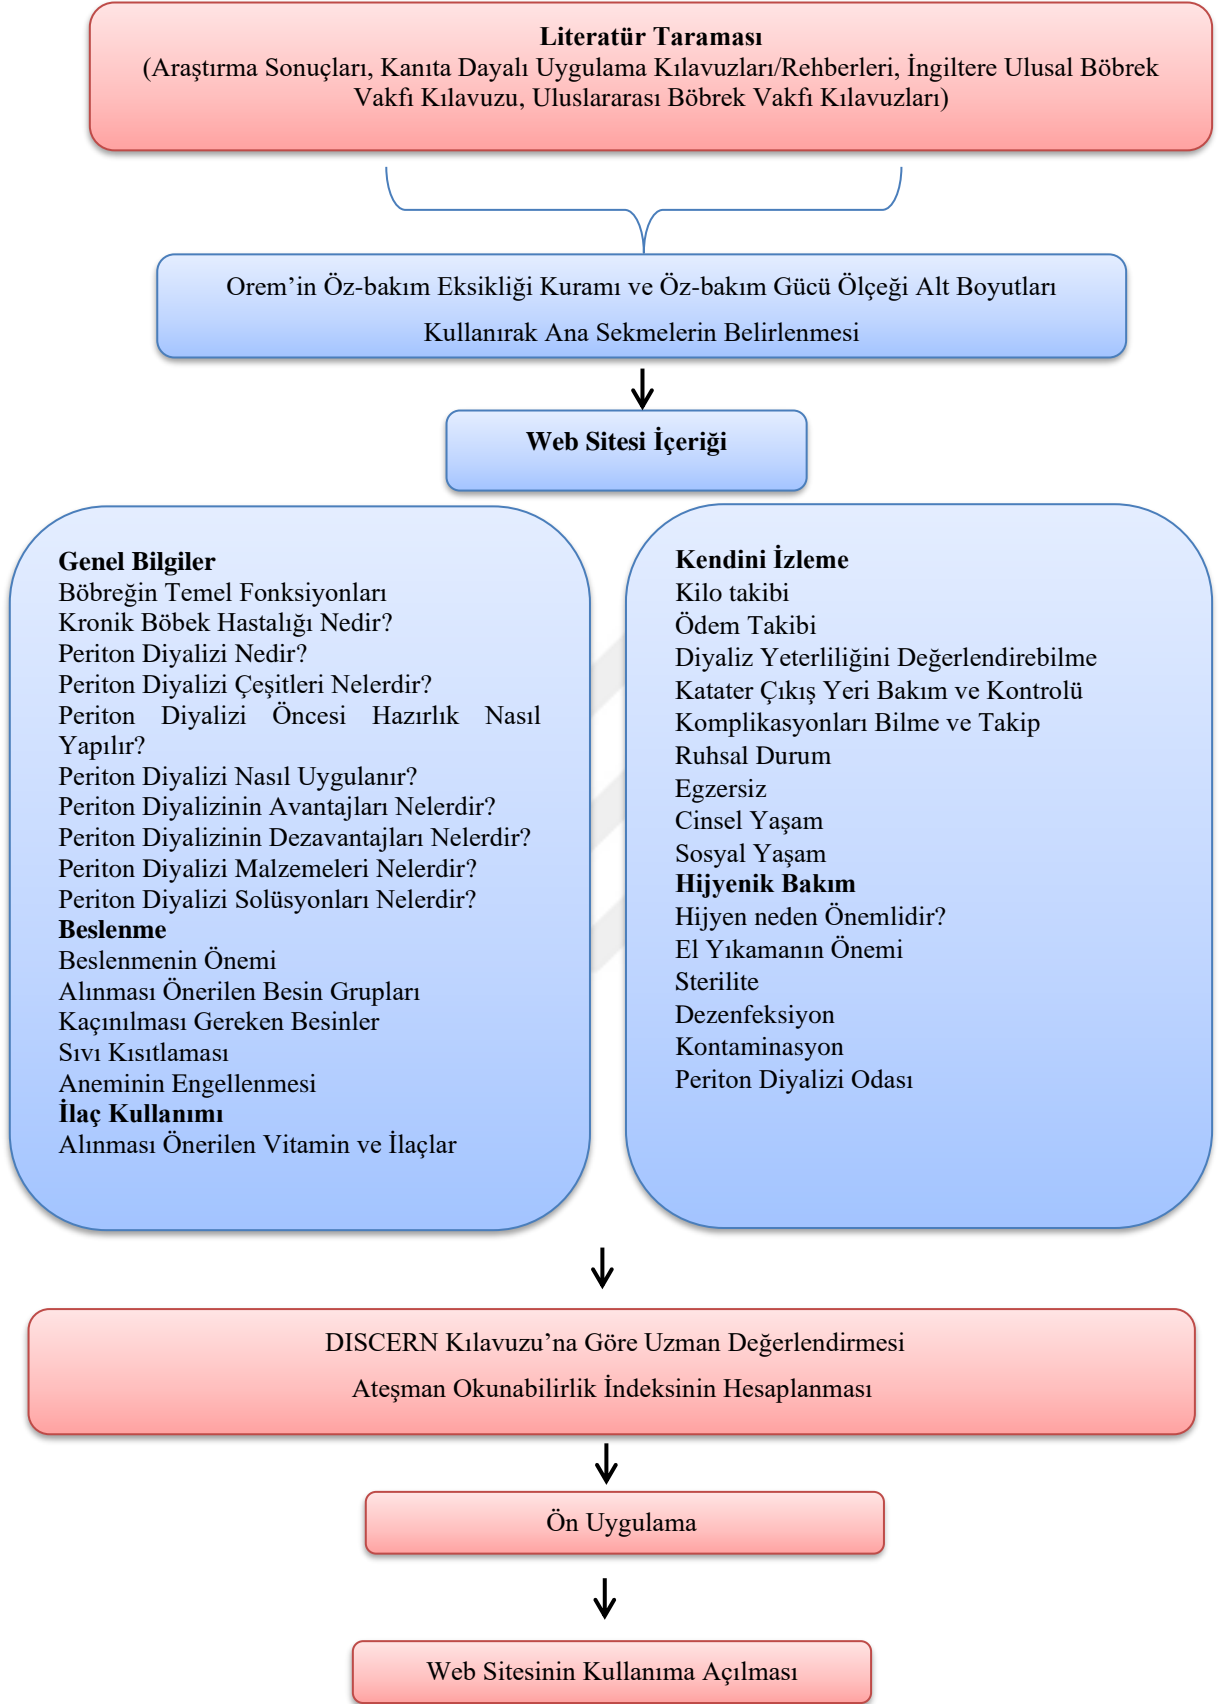 Literatür Taraması
(Araştırma Sonuçları, Kanıta Dayalı Uygulama Kılavuzları/Rehberleri, İngiltere Ulusal Böbrek
Vakfı Kılavuzu, Uluslararası Böbrek Vakfı Kılavuzları)
Orem’in Öz-bakım Eksikliği Kuramı ve Öz-bakım Gücü Ölçeği Alt Boyutları
Kullanırak Ana Sekmelerin Belirlenmesi
Web Sitesi İçeriği
Genel Bilgiler
Böbreğin Temel Fonksiyonları
Kronik Böbek Hastalığı Nedir?
Periton Diyalizi Nedir?
Periton Diyalizi Çeşitleri Nelerdir?
Periton Diyalizi Öncesi Hazırlık Nasıl
Yapılır?
Periton Diyalizi Nasıl Uygulanır?
Periton Diyalizinin Avantajları Nelerdir?
Periton Diyalizinin Dezavantajları Nelerdir?
Periton Diyalizi Malzemeleri Nelerdir?
Periton Diyalizi Solüsyonları Nelerdir?
Beslenme
Beslenmenin Önemi
Alınması Önerilen Besin Grupları
Kaçınılması Gereken Besinler
Sıvı Kısıtlaması
Aneminin Engellenmesi
İlaç Kullanımı
Alınması Önerilen Vitamin ve İlaçlar
Kendini İzleme
Kilo takibi
Ödem Takibi
Diyaliz Yeterliliğini Değerlendirebilme
Katater Çıkış Yeri Bakım ve Kontrolü
Komplikasyonları Bilme ve Takip
Ruhsal Durum
Egzersiz
Cinsel Yaşam
Sosyal Yaşam
Hijyenik Bakım
Hijyen neden Önemlidir?
El Yıkamanın Önemi
Sterilite
Dezenfeksiyon
Kontaminasyon
Periton Diyalizi Odası
DISCERN Kılavuzu’na Göre Uzman Değerlendirmesi
Ateşman Okunabilirlik İndeksinin Hesaplanması
Ön Uygulama
Web Sitesinin Kullanıma Açılması